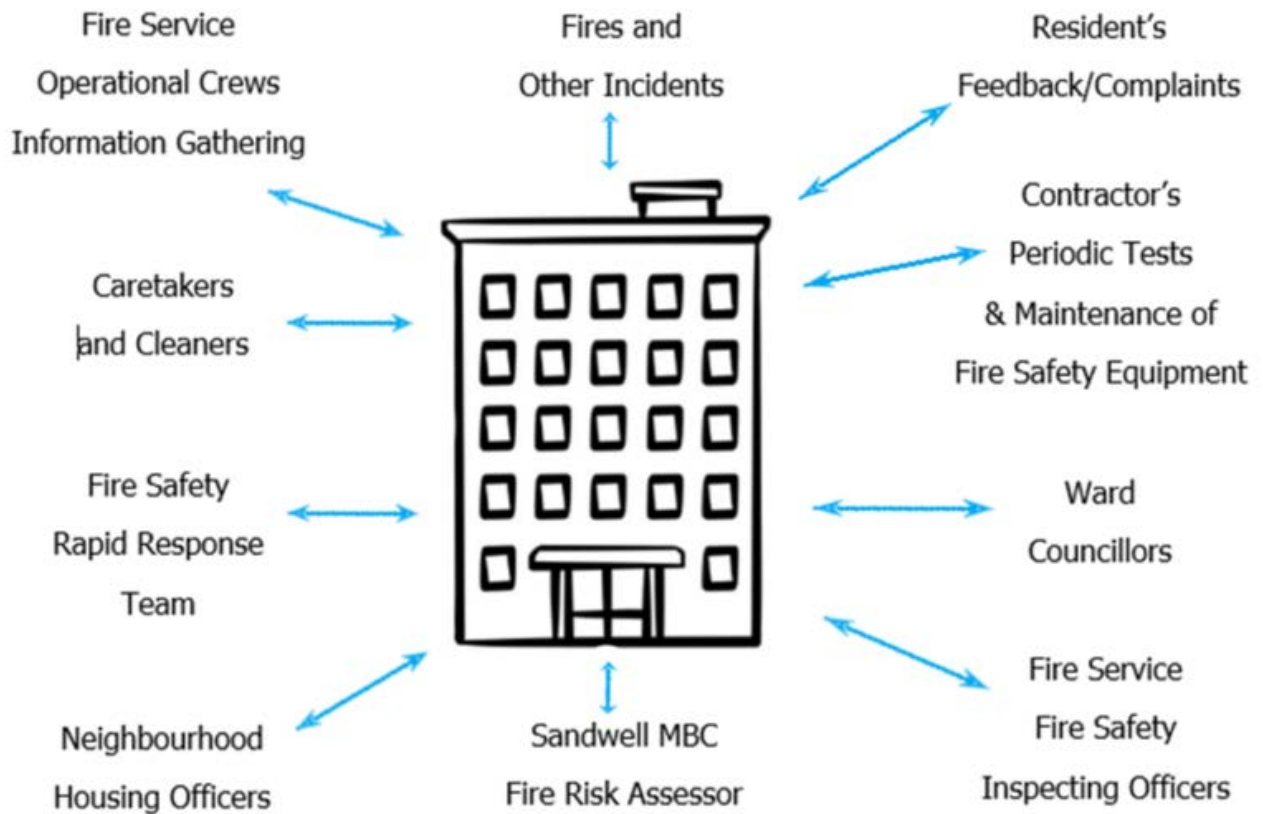 Fire Service
Operational Crews
Information Gathering
Fires and
Other Incidents
Resident’s
Feedback/Complaints
Contractor’s
Periodic Tests
& Maintenance of
Fire Safety Equipment
Caretakers
and Cleaners
Fire Safety
Rapid Response
Team
Ward
Councillors
Neighbourhood
Housing Officers
Sandwell MBC
Fire Risk Assessor
Fire Service
Fire Safety
Inspecting Officers